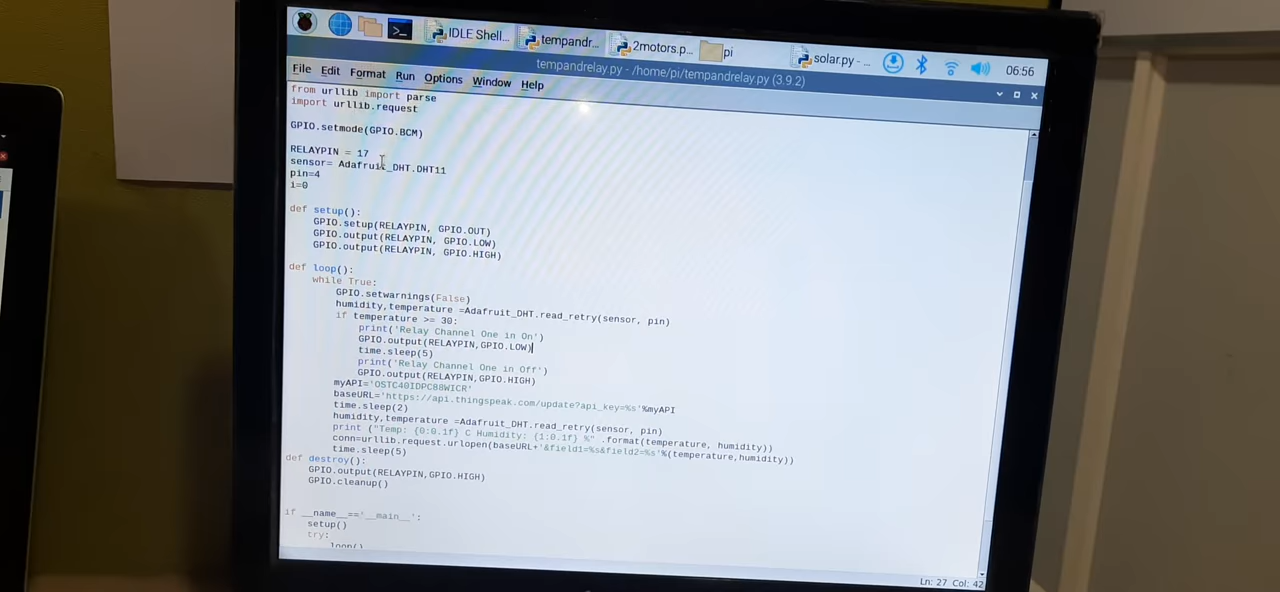 IDLE Shell...
tempandr...
2motors.p...
pi
solar.py - ...
06:56
tempandrelay.py - /home/pi/tempandrelay.py (3.9.2)
File Edit Format Run Options Window Help
from urllib import parse
import urllib.request
GPIO.setmode(GPIO.BCM)
RELAYPIN = 17
sensor= Adafruit_DHT.DHT11
pin=4
i=0
def setup():
    GPIO.setup(RELAYPIN, GPIO.OUT)
    GPIO.output(RELAYPIN, GPIO.LOW)
    GPIO.output(RELAYPIN, GPIO.HIGH)
def loop():
    while True:
        GPIO.setwarnings(False)
        humidity,temperature =Adafruit_DHT.read_retry(sensor, pin)
        if temperature >= 30:
            print('Relay Channel One in On')
            GPIO.output(RELAYPIN,GPIO.LOW)
            time.sleep(5)
            print('Relay Channel One in Off')
            GPIO.output(RELAYPIN,GPIO.HIGH)
        myAPI='OSTC40IDPC88WICR'
        baseURL='https://api.thingspeak.com/update?api_key=%s'%myAPI
        time.sleep(2)
        humidity,temperature =Adafruit_DHT.read_retry(sensor, pin)
        print ("Temp: {0:0.1f} C Humidity: {1:0.1f} %" .format(temperature, humidity))
        conn=urllib.request.urlopen(baseURL+'&field1=%s&field2=%s'%(temperature,humidity))
        time.sleep(5)
def destroy():
    GPIO.output(RELAYPIN,GPIO.HIGH)
    GPIO.cleanup()
if __name__=='__main__':
    setup()
    try:
        loop()
Ln: 27 Col: 42